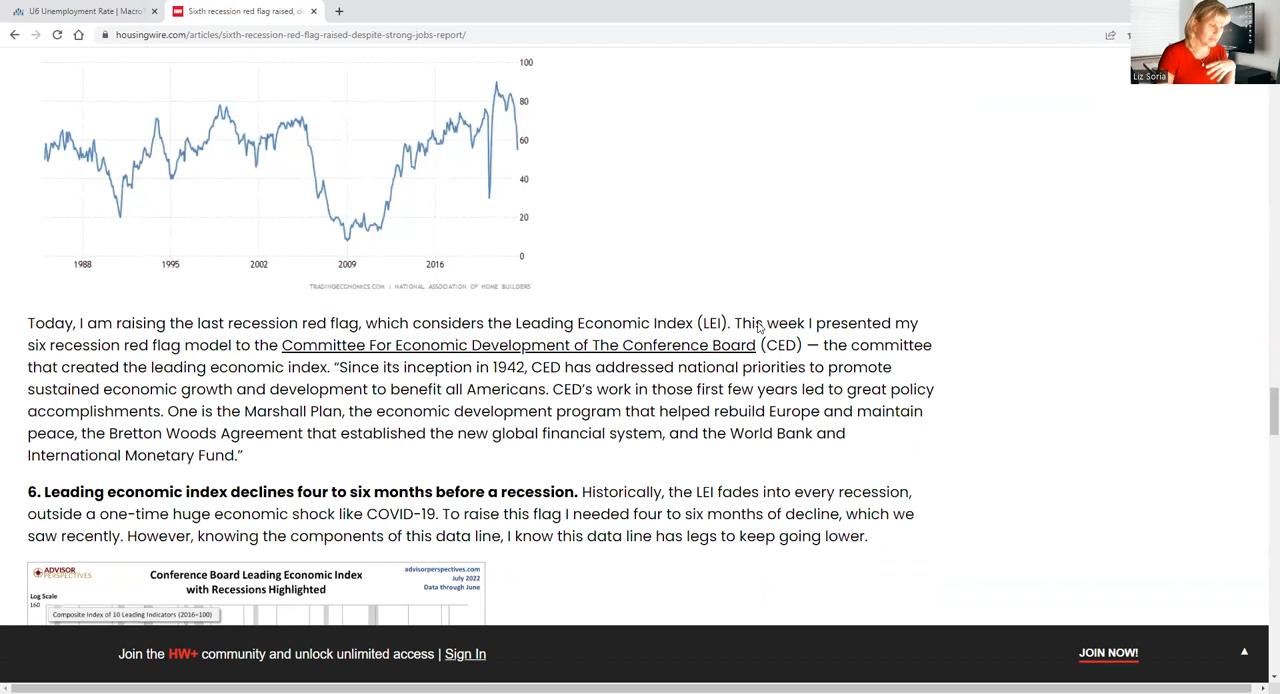 U6 Unemployment Rate | Macro
Sixth recession red flag raised, d
housingwire.com/articles/sixth-recession-red-flag-raised-despite-strong-jobs-report/
Liz Soria
100
80
60
40
20
0
1988 1995 2002 2009 2016
TRADINGECONOMICS.COM | NATIONAL ASSOCIATION OF HOME BUILDERS
Today, I am raising the last recession red flag, which considers the Leading Economic Index (LEI). This week I presented my
six recession red flag model to the Committee For Economic Development of The Conference Board (CED) — the committee
that created the leading economic index. “Since its inception in 1942, CED has addressed national priorities to promote
sustained economic growth and development to benefit all Americans. CED’s work in those first few years led to great policy
accomplishments. One is the Marshall Plan, the economic development program that helped rebuild Europe and maintain
peace, the Bretton Woods Agreement that established the new global financial system, and the World Bank and
International Monetary Fund.”
6. Leading economic index declines four to six months before a recession. Historically, the LEI fades into every recession,
outside a one-time huge economic shock like COVID-19. To raise this flag I needed four to six months of decline, which we
saw recently. However, knowing the components of this data line, I know this data line has legs to keep going lower.
ADVISOR
PERSPECTIVES
Conference Board Leading Economic Index
with Recessions Highlighted
advisorperspectives.com
July 2022
Data through June
Log Scale
160
Composite Index of 10 Leading Indicators (2016=100)
Join the HW+ community and unlock unlimited access | Sign In
JOIN NOW!